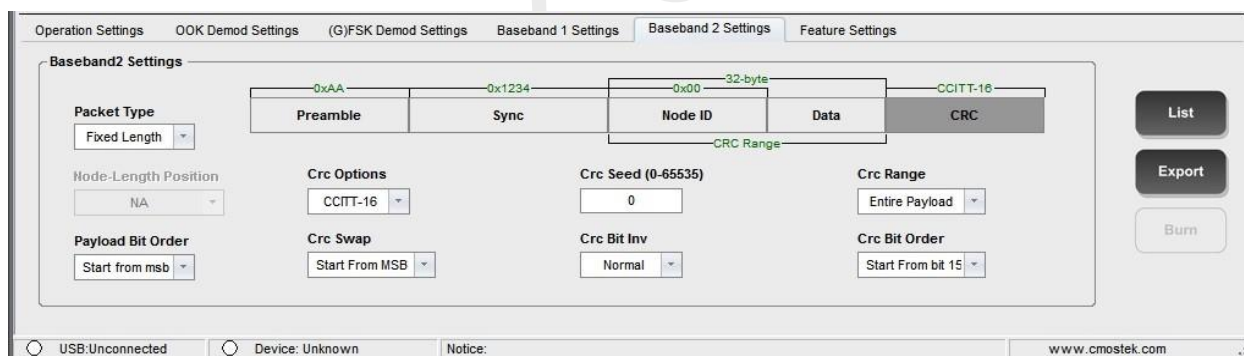 Operation Settings OOK Demod Settings (G)FSK Demod Settings Baseband 1 Settings Baseband 2 Settings Feature Settings
Baseband2 Settings
32-byte
0xAA 0x1234 0x00 CCITT-16
Packet Type
Preamble Sync Node ID Data CRC
Fixed Length
CRC Range
List
Node-Length Position Crc Options Crc Seed (0-65535) Crc Range
NA CCITT-16 0 Entire Payload
Export
Payload Bit Order Crc Swap Crc Bit Inv Crc Bit Order
Start from msb Start From MSB Normal Start From bit 15
Burn
USB:Unconnected Device: Unknown Notice: www.cmostek.com